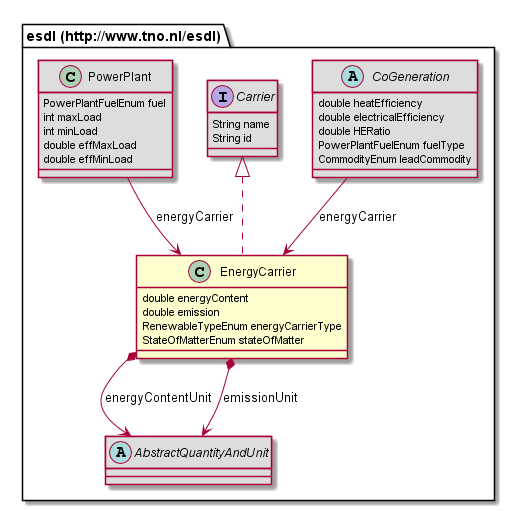 esdl (http://www.tno.nl/esdl)
C PowerPlant
PowerPlantFuelEnum fuel
int maxLoad
int minLoad
double effMaxLoad
double effMinLoad
I Carrier
String name
String id
A CoGeneration
double heatEfficiency
double electricalEfficiency
double HERatio
PowerPlantFuelEnum fuelType
CommodityEnum leadCommodity
energyCarrier
energyCarrier
C EnergyCarrier
double energyContent
double emission
RenewableTypeEnum energyCarrierType
StateOfMatterEnum stateOfMatter
energyContentUnit
emissionUnit
A AbstractQuantityAndUnit